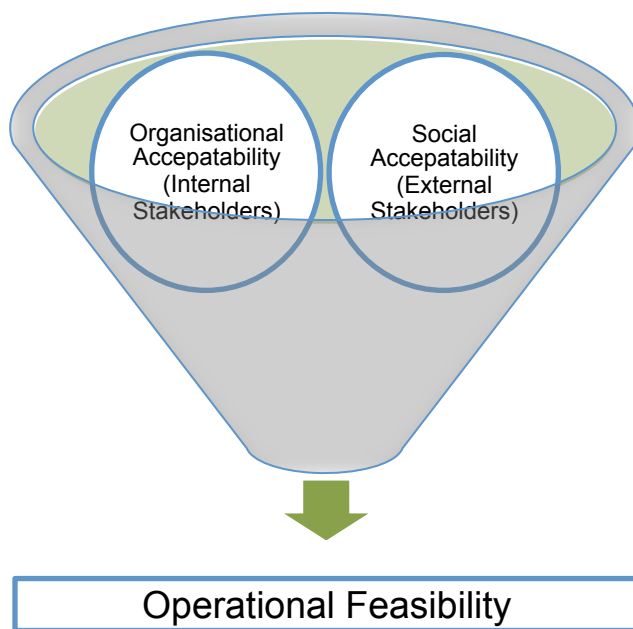 Organisational
Accepatability
(Internal
Stakeholders)
Social
Accepatability
(External
Stakeholders)
Operational Feasibility